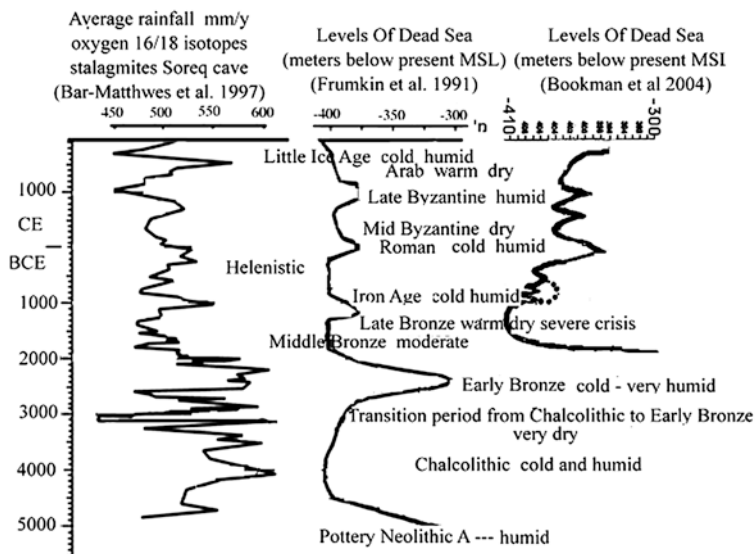 Average rainfall mm/y
oxygen 16/18 isotopes
stalagmites Soreq cave
(Bar-Matthwes et al. 1997)
Levels Of Dead Sea
(meters below present MSL)
(Frumkin et al. 1991)
Levels Of Dead Sea
(meters below present MSI
(Bookman et al 2004)
450 500 550 600
-400 -350 -300 מ'
-410 -300
Little Ice Age cold humid
Arab warm dry
1000
Late Byzantine humid
CE
Mid Byzantine dry
Roman cold humid
BCE
Helenistic
1000
Iron Age cold humid
Late Bronze warm dry severe crisis
Middle Bronze moderate
2000
Early Bronze cold - very humid
3000
Transition period from Chalcolithic to Early Bronze
very dry
4000
Chalcolithic cold and humid
5000
Pottery Neolithic A --- humid